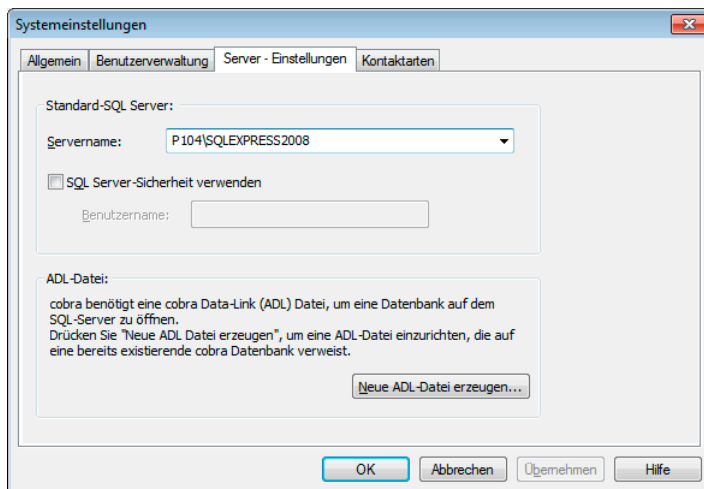 Systemeinstellungen
Allgemein Benutzerverwaltung Server - Einstellungen Kontaktarten
Standard-SQL Server:
Servername: P104\SQLEXPRESS2008
SQL Server-Sicherheit verwenden
Benutzername:
ADL-Datei:
cobra benötigt eine cobra Data-Link (ADL) Datei, um eine Datenbank auf dem
SQL-Server zu öffnen.
Drücken Sie "Neue ADL Datei erzeugen", um eine ADL-Datei einzurichten, die auf
eine bereits existierende cobra Datenbank verweist.
Neue ADL-Datei erzeugen...
OK Abbrechen Übernehmen Hilfe